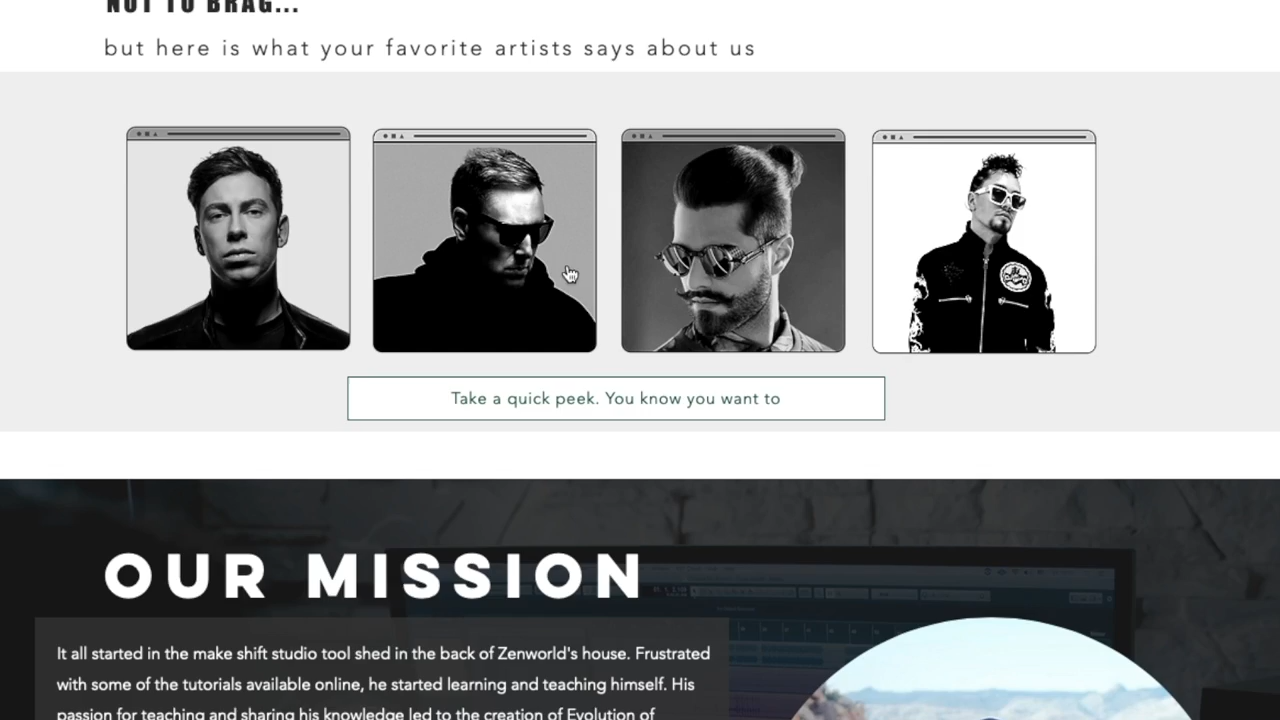 NOT TO BRAG...
but here is what your favorite artists says about us
Take a quick peek. You know you want to
OUR MISSION
It all started in the make shift studio tool shed in the back of Zenworld's house. Frustrated
with some of the tutorials available online, he started learning and teaching himself. His
passion for teaching and sharing his knowledge led to the creation of Evolution of